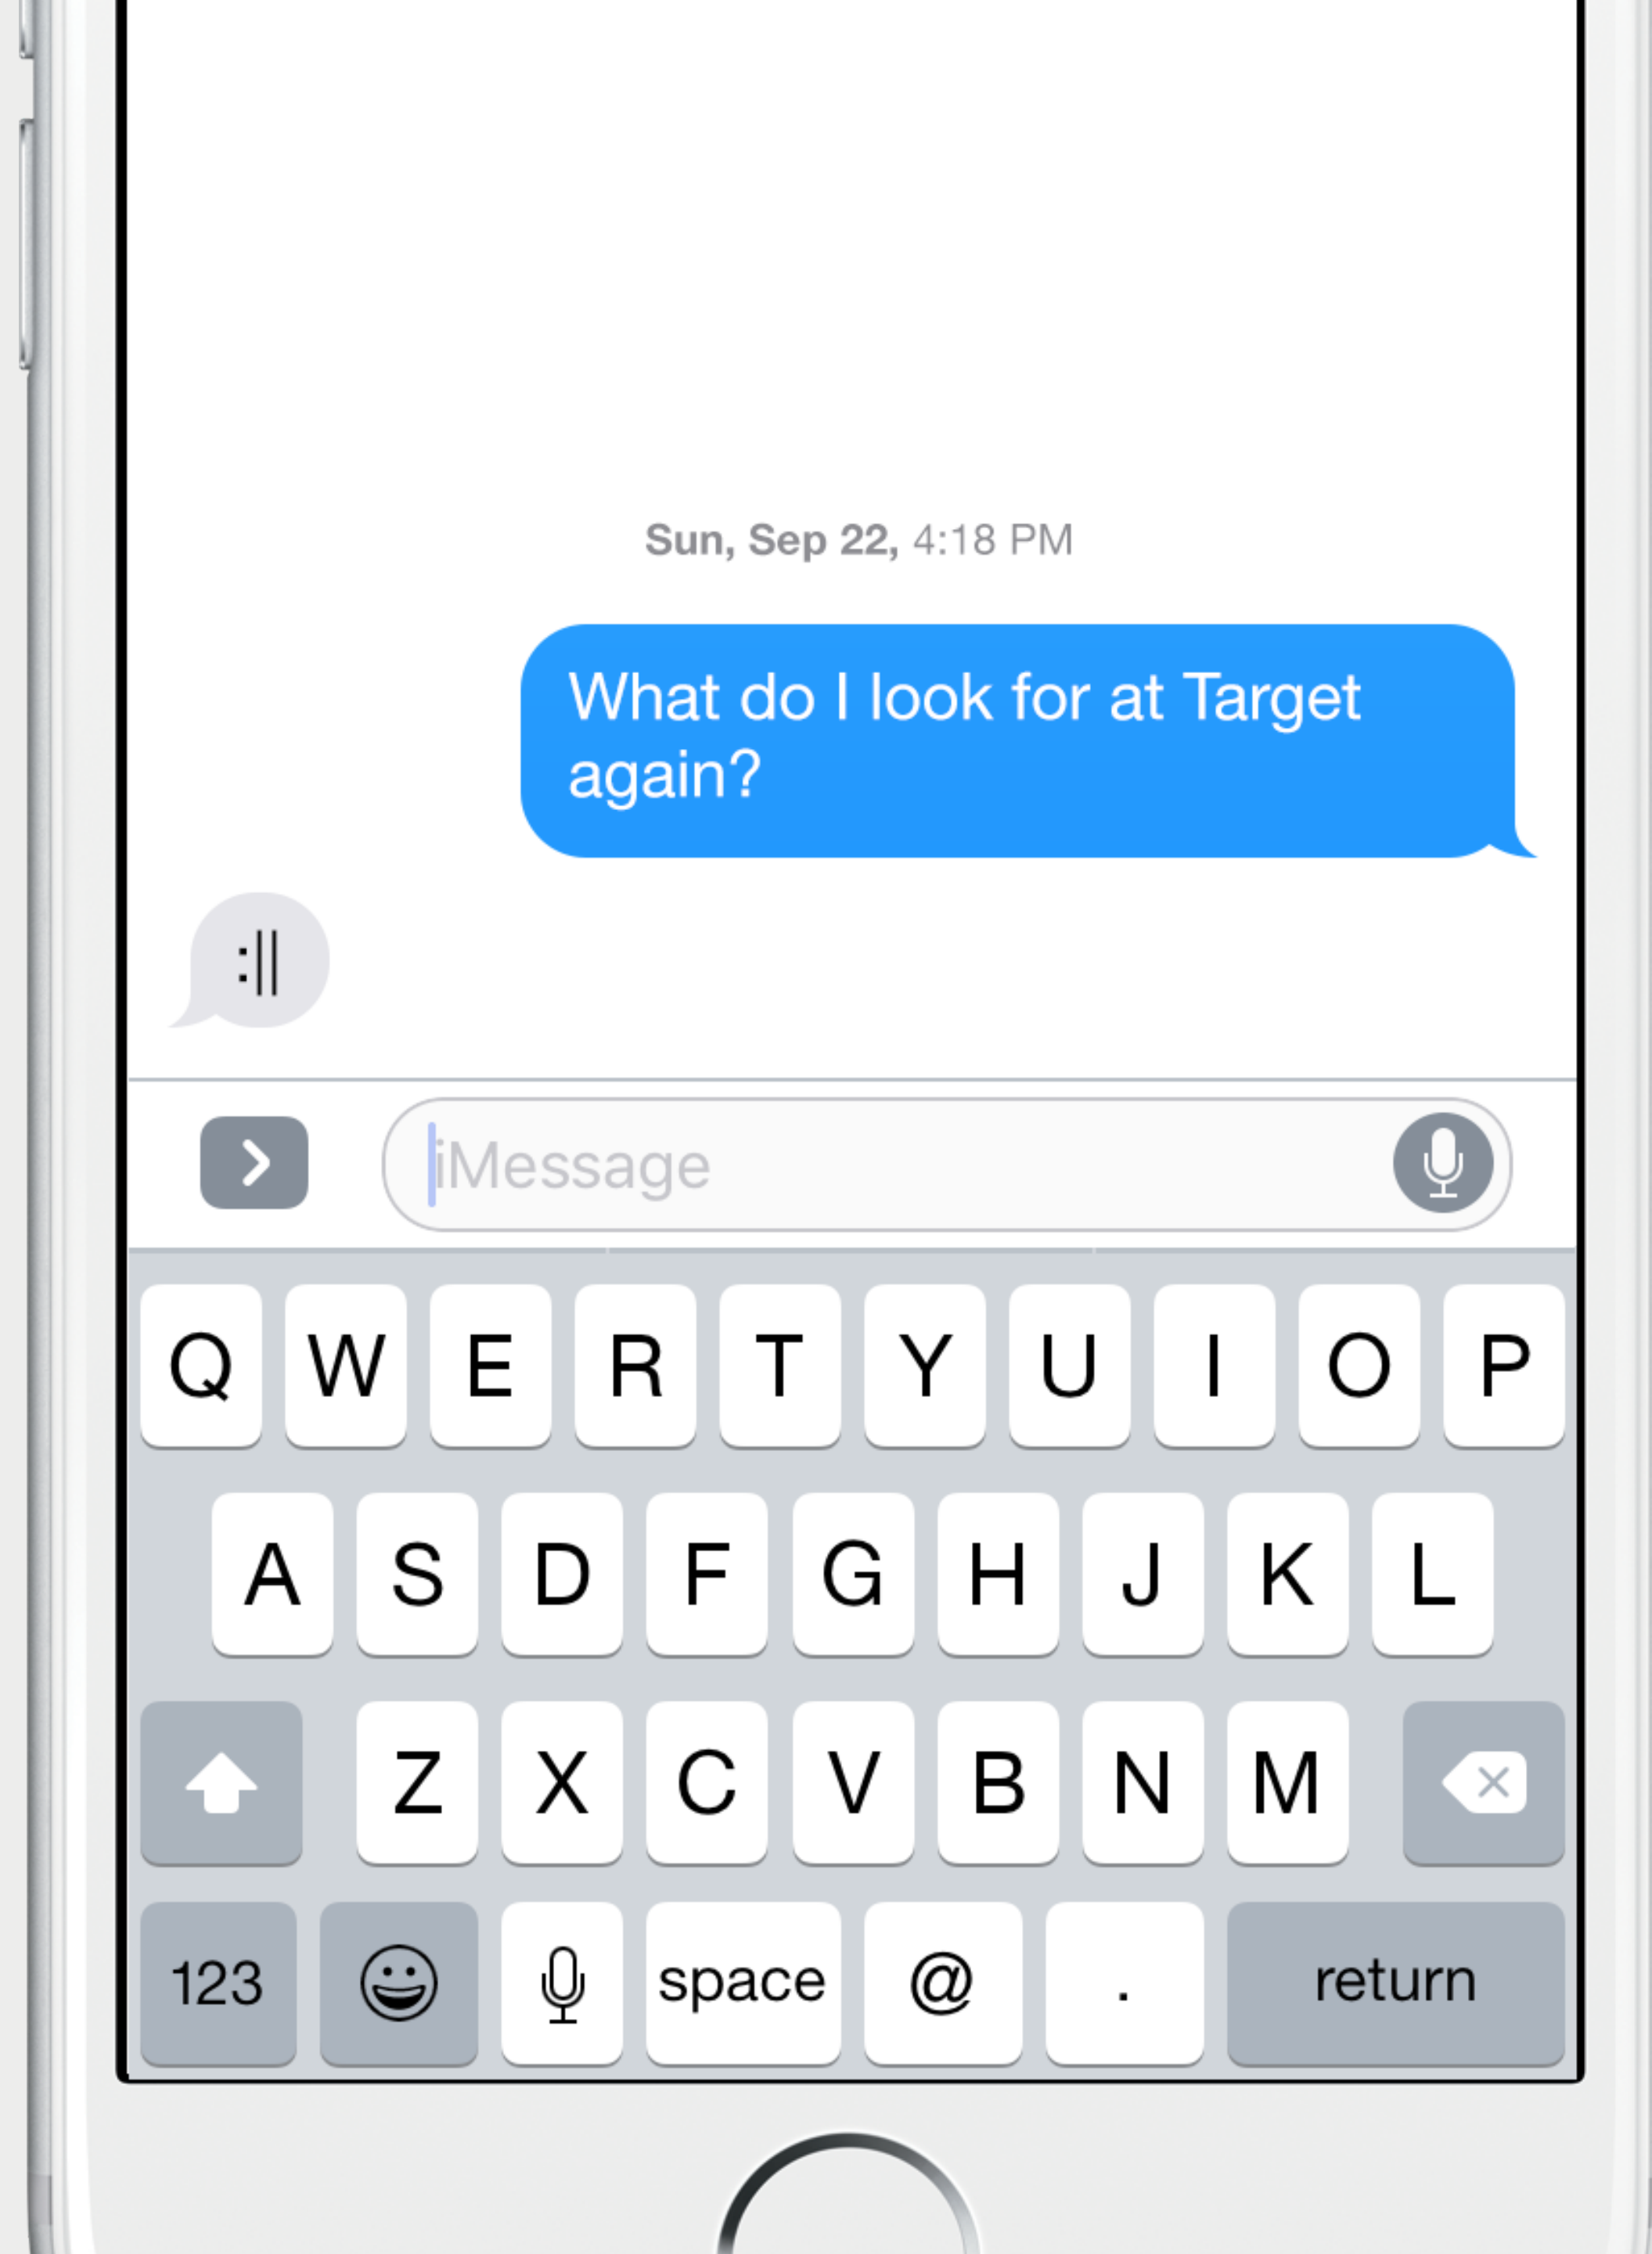 Sun, Sep 22, 4:18 PM
What do I look for at Target
again?
:||
iMessage
Q W E R T Y U I O P
A S D F G H J K L
Z X C V B N M
123 space @ . return